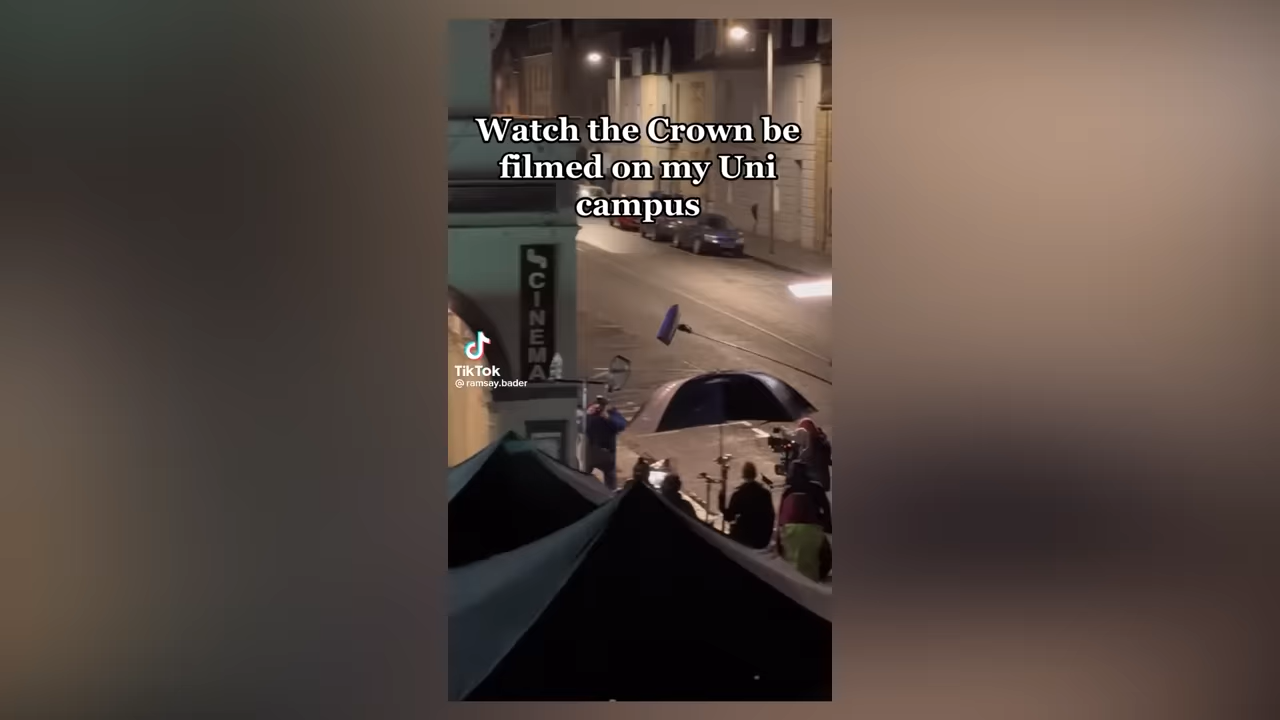 Watch the Crown be
filmed on my Uni
campus
CINEMA
TikTok
@ramsay.bader